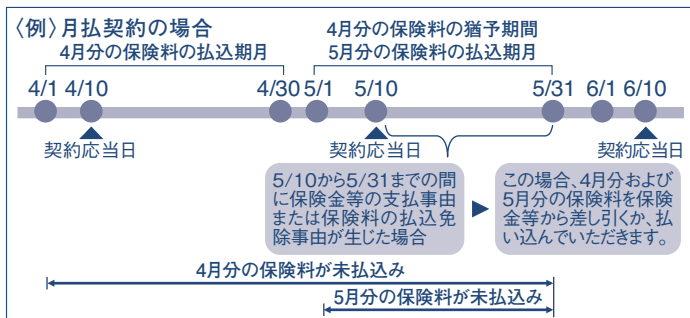 〈例〉月払契約の場合
4月分の保険料の払込期月
4月分の保険料の猶予期間
5月分の保険料の払込期月
4/1 4/10 4/30 5/1 5/10 5/31 6/1 6/10
契約応当日 契約応当日 契約応当日
5/10から5/31までの間
に保険金等の支払事由
または保険料の払込免
除事由が生じた場合
この場合、4月分および
5月分の保険料を保険
金等から差し引くか、払
い込んでいただきます。
4月分の保険料が未払込み
5月分の保険料が未払込み